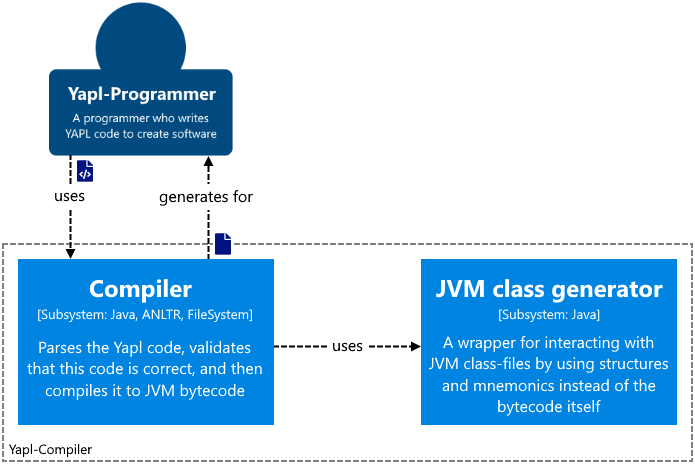 Yapl-Programmer
A programmer who writes
YAPL code to create software
</>
uses
generates for
Compiler
[Subsystem: Java, ANLTR, FileSystem]
Parses the Yapl code, validates
that this code is correct, and then
compiles it to JVM bytecode
uses
JVM class generator
[Subsystem: Java]
A wrapper for interacting with
JVM class-files by using structures
and mnemonics instead of the
bytecode itself
Yapl-Compiler